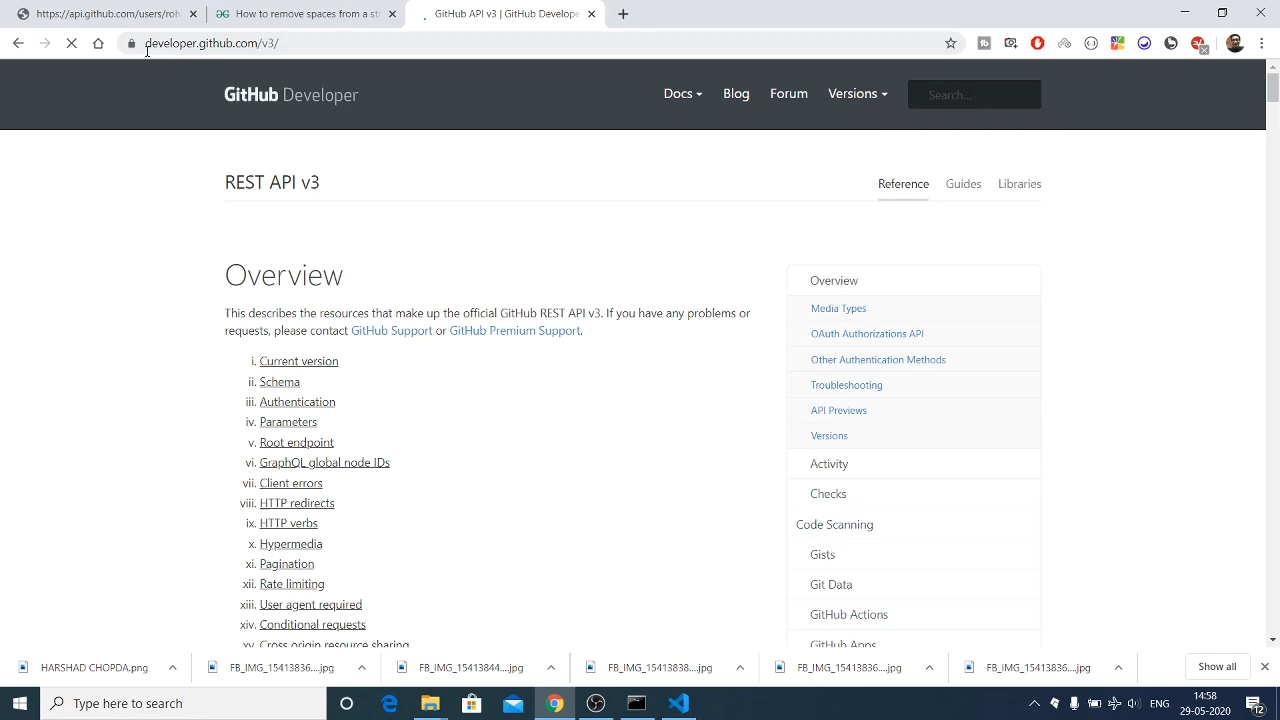 https://api.github.com/users/roh
How to remove spaces from a st
GitHub API v3 | GitHub Develope
developer.github.com/v3/
GitHub Developer
Docs
Blog
Forum
Versions
Search...
REST API v3
Reference
Guides
Libraries
Overview
This describes the resources that make up the official GitHub REST API v3. If you have any problems or
requests, please contact GitHub Support or GitHub Premium Support.
i. Current version
ii. Schema
iii. Authentication
iv. Parameters
v. Root endpoint
vi. GraphQL global node IDs
vii. Client errors
viii. HTTP redirects
ix. HTTP verbs
x. Hypermedia
xi. Pagination
xii. Rate limiting
xiii. User agent required
xiv. Conditional requests
xv. Cross origin resource sharing
Overview
Media Types
OAuth Authorizations API
Other Authentication Methods
Troubleshooting
API Previews
Versions
Activity
Checks
Code Scanning
Gists
Git Data
GitHub Actions
GitHub Apps
HARSHAD CHOPDA.png
FB_IMG_15413836....jpg
FB_IMG_15413844....jpg
FB_IMG_15413838....jpg
FB_IMG_15413836....jpg
FB_IMG_15413836....jpg
Show all
Type here to search
ENG
14:58
29-05-2020